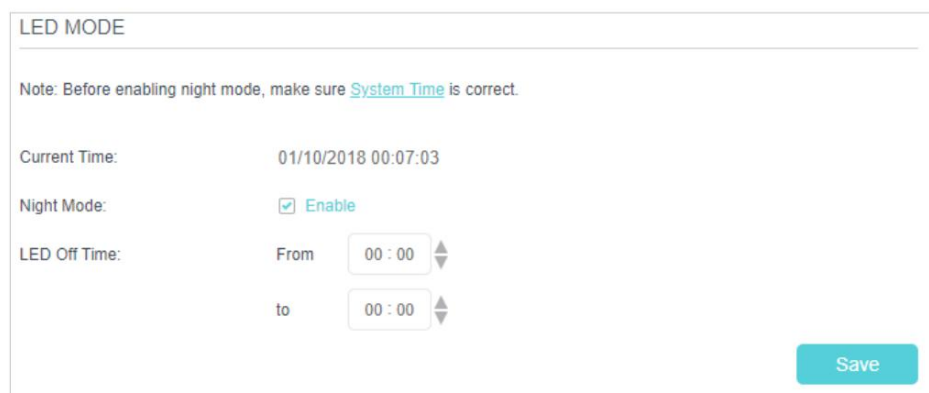 LED MODE
Note: Before enabling night mode, make sure System Time is correct.
Current Time: 01/10/2018 00:07:03
Night Mode: Enable
LED Off Time: From 00 : 00
to 00 : 00
Save